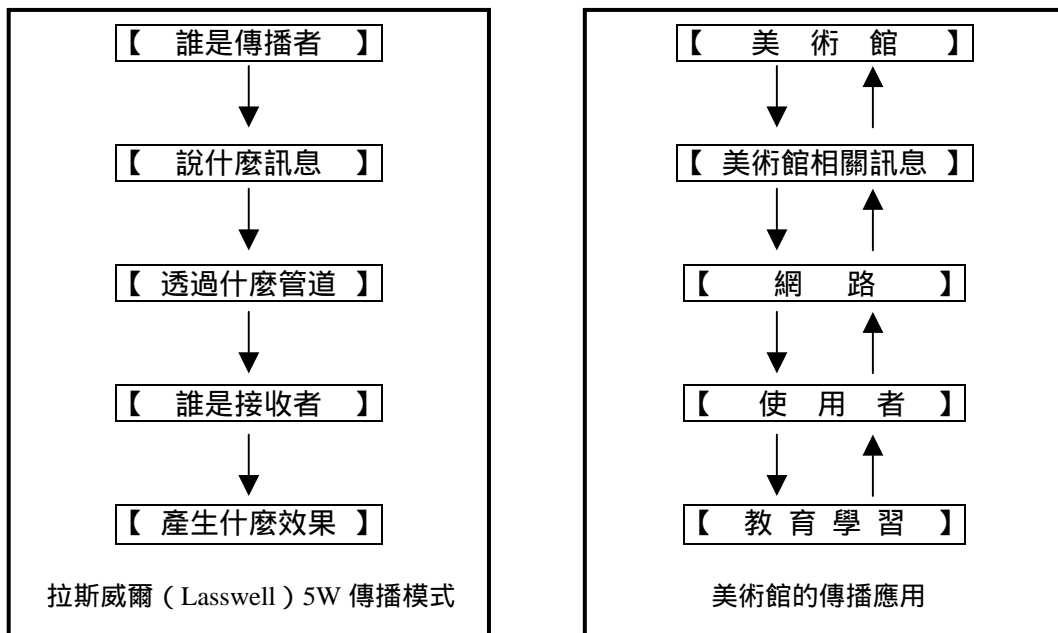 【 誰是傳播者 】
【 說什麼訊息 】
【 透過什麼管道 】
【 誰是接收者 】
【 產生什麼效果 】
拉斯威爾（Lasswell）5W 傳播模式
【 美 術 館 】
【 美術館相關訊息 】
【 網 路 】
【 使 用 者 】
【 教 育 學 習 】
美術館的傳播應用